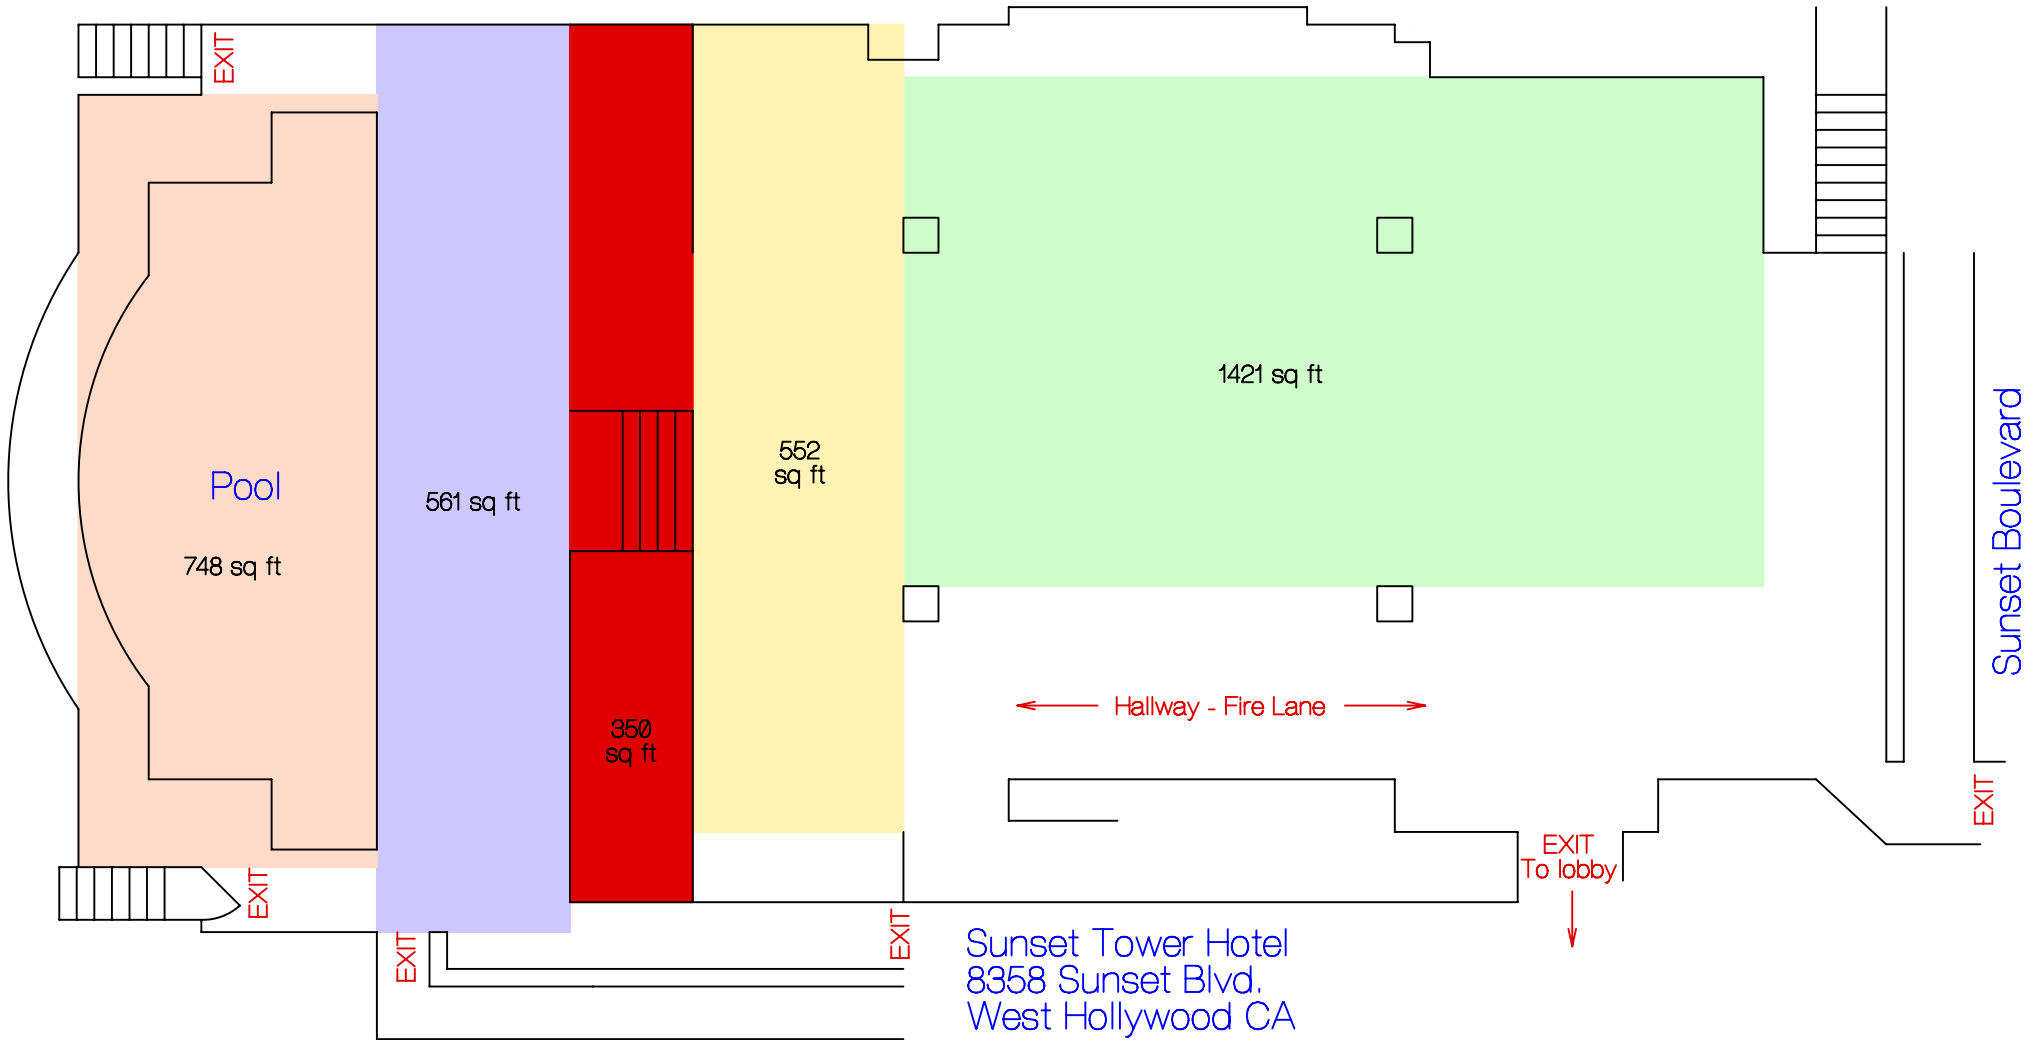 EXIT
1421 sq ft
552
sq ft
Pool
561 sq ft
748 sq ft
Sunset Boulevard
Hallway - Fire Lane
350
sq ft
EXIT
EXIT
To lobby
EXIT
EXIT
EXIT
Sunset Tower Hotel
8358 Sunset Blvd.
West Hollywood CA